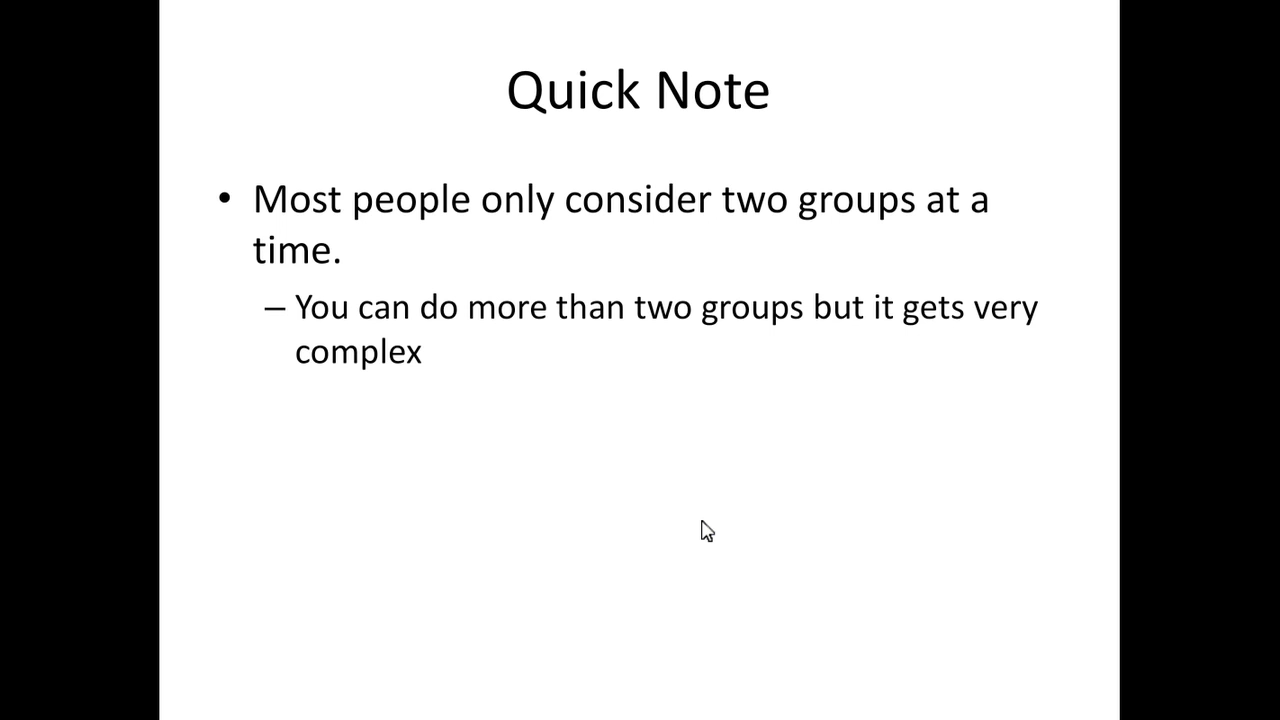 Quick Note
• Most people only consider two groups at a
time.
– You can do more than two groups but it gets very
complex